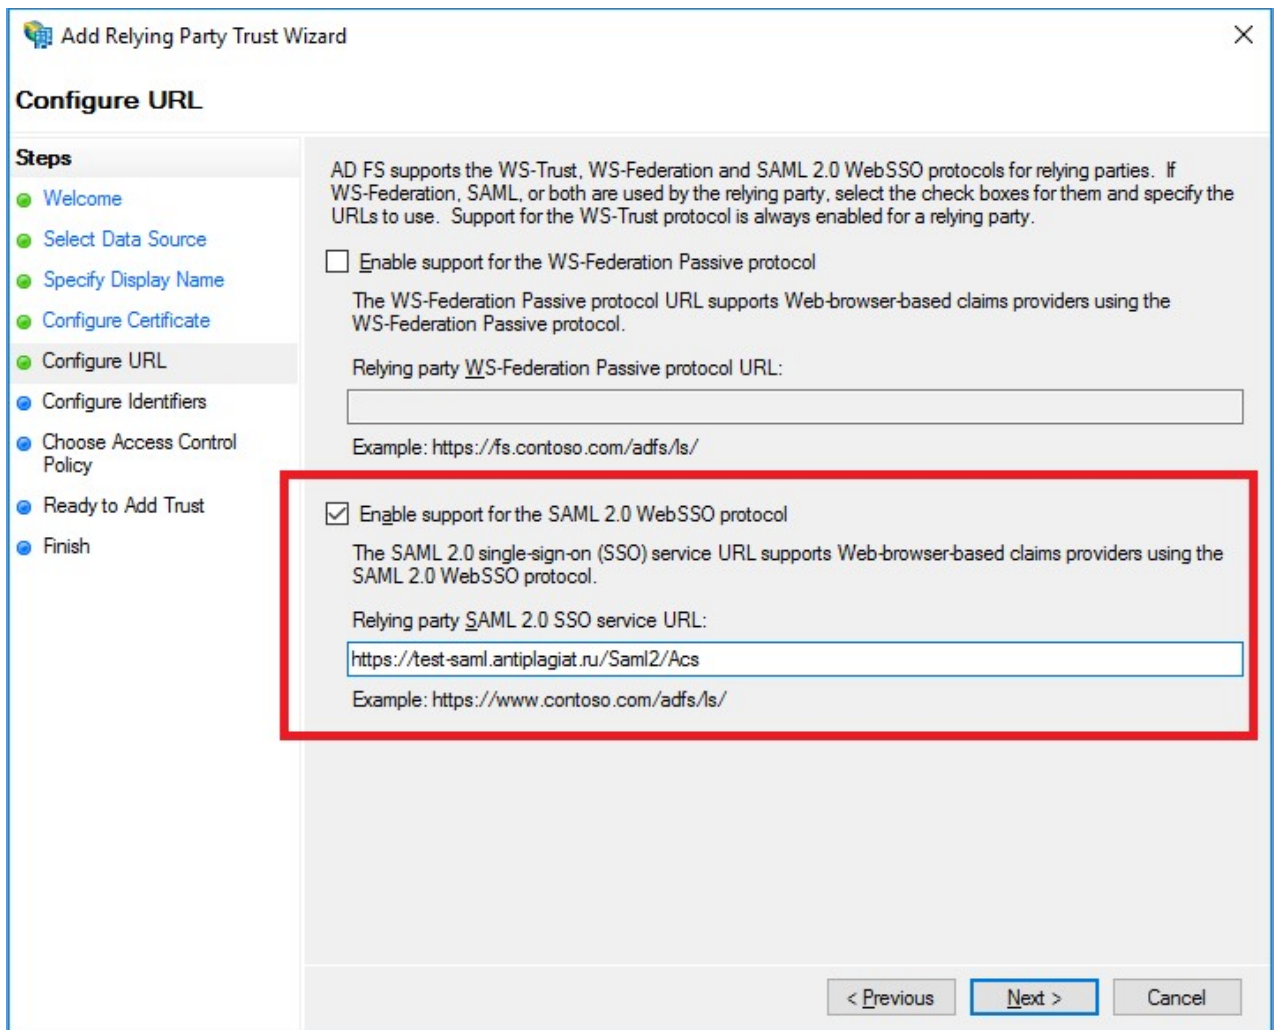 Add Relying Party Trust Wizard
Configure URL
Steps
Welcome
Select Data Source
Specify Display Name
Configure Certificate
Configure URL
Configure Identifiers
Choose Access Control
Policy
Ready to Add Trust
Finish
AD FS supports the WS-Trust, WS-Federation and SAML 2.0 WebSSO protocols for relying parties.  If
WS-Federation, SAML, or both are used by the relying party, select the check boxes for them and specify the
URLs to use.  Support for the WS-Trust protocol is always enabled for a relying party.
Enable support for the WS-Federation Passive protocol
The WS-Federation Passive protocol URL supports Web-browser-based claims providers using the
WS-Federation Passive protocol.
Relying party WS-Federation Passive protocol URL:
Example: https://fs.contoso.com/adfs/ls/
Enable support for the SAML 2.0 WebSSO protocol
The SAML 2.0 single-sign-on (SSO) service URL supports Web-browser-based claims providers using the
SAML 2.0 WebSSO protocol.
Relying party SAML 2.0 SSO service URL:
https://test-saml.antiplagiat.ru/Saml2/Acs
Example: https://www.contoso.com/adfs/ls/
< Previous
Next >
Cancel